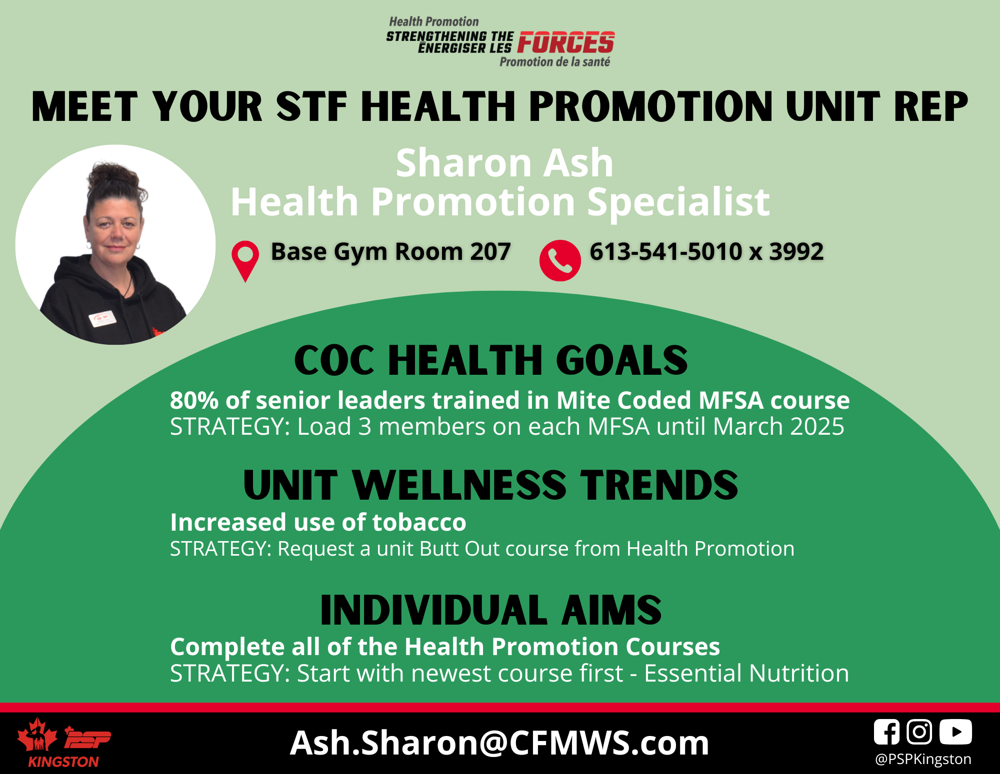 Health Promotion
STRENGTHENING THE
ÉNERGISER LES
FORCES
Promotion de la santé
MEET YOUR STF HEALTH PROMOTION UNIT REP
Sharon Ash
Health Promotion Specialist
Base Gym Room 207
613-541-5010 x 3992
COC HEALTH GOALS
80% of senior leaders trained in Mite Coded MFSA course
STRATEGY: Load 3 members on each MFSA until March 2025
UNIT WELLNESS TRENDS
Increased use of tobacco
STRATEGY: Request a unit Butt Out course from Health Promotion
INDIVIDUAL AIMS
Complete all of the Health Promotion Courses
STRATEGY: Start with newest course first - Essential Nutrition
PSP
KINGSTON
Ash.Sharon@CFMWS.com
@PSPKingston